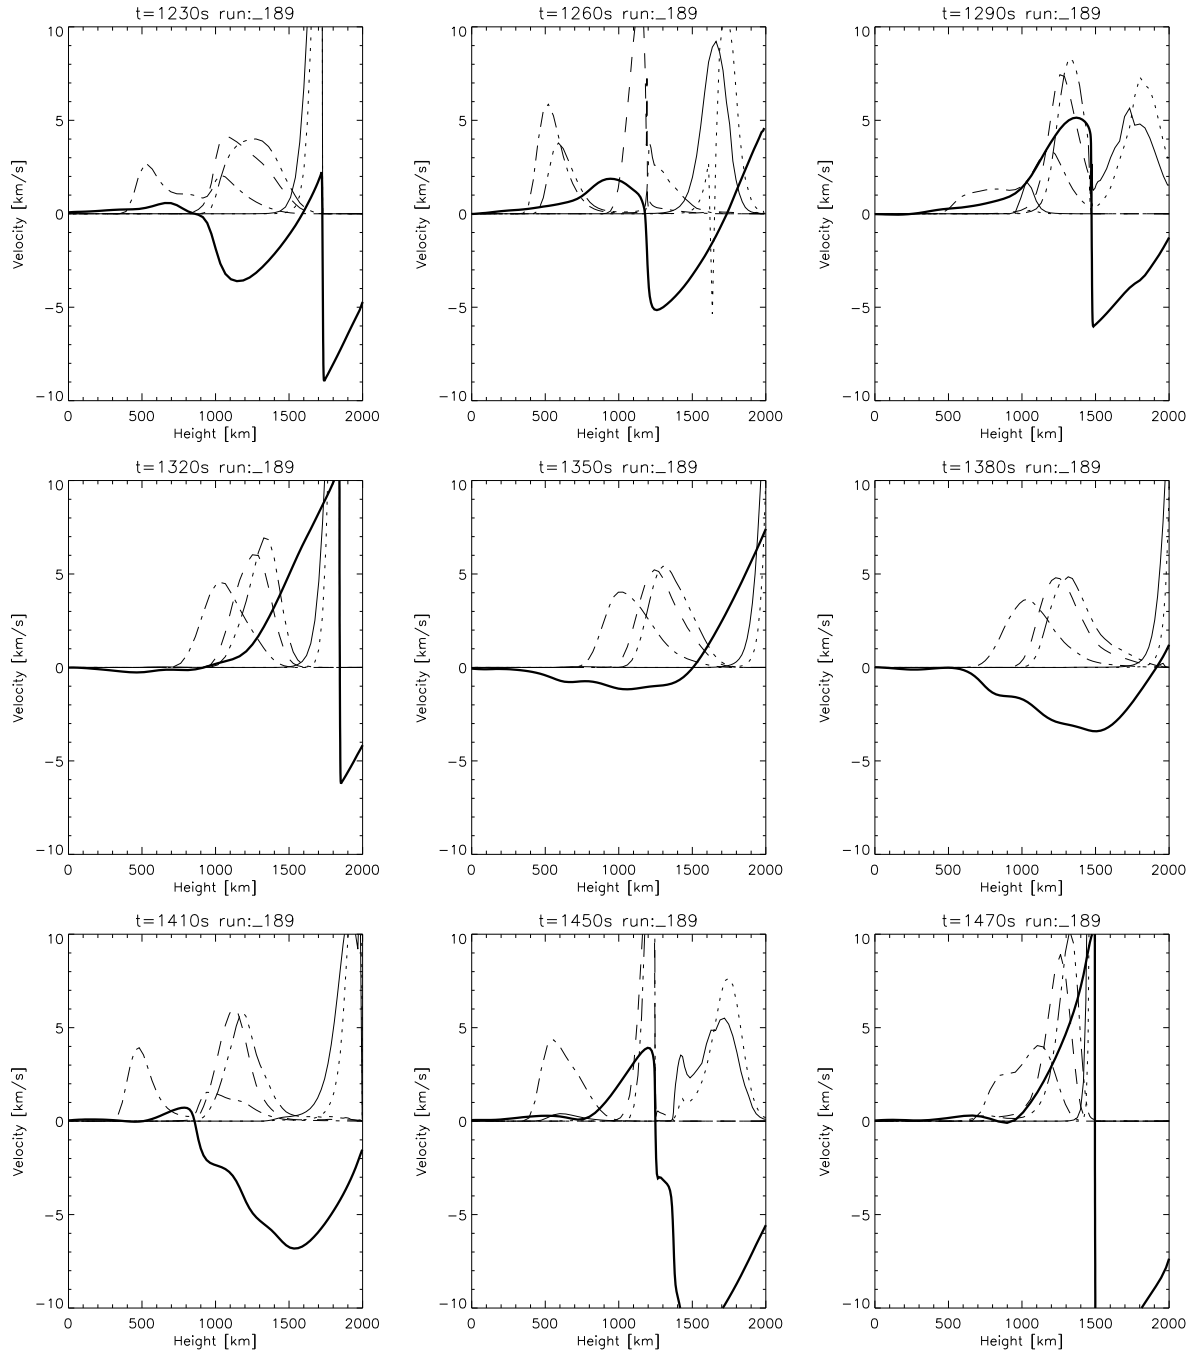 t=1230s run:_189
t=1260s run:_189
t=1290s run:_189
10
5
0
−5
−10
Velocity [km/s]
0 500 1000 1500 2000
Height [km]
10
5
0
−5
−10
Velocity [km/s]
0 500 1000 1500 2000
Height [km]
10
5
0
−5
−10
Velocity [km/s]
0 500 1000 1500 2000
Height [km]
t=1320s run:_189
t=1350s run:_189
t=1380s run:_189
10
5
0
−5
−10
Velocity [km/s]
0 500 1000 1500 2000
Height [km]
10
5
0
−5
−10
Velocity [km/s]
0 500 1000 1500 2000
Height [km]
10
5
0
−5
−10
Velocity [km/s]
0 500 1000 1500 2000
Height [km]
t=1410s run:_189
t=1450s run:_189
t=1470s run:_189
10
5
0
−5
−10
Velocity [km/s]
0 500 1000 1500 2000
Height [km]
10
5
0
−5
−10
Velocity [km/s]
0 500 1000 1500 2000
Height [km]
10
5
0
−5
−10
Velocity [km/s]
0 500 1000 1500 2000
Height [km]